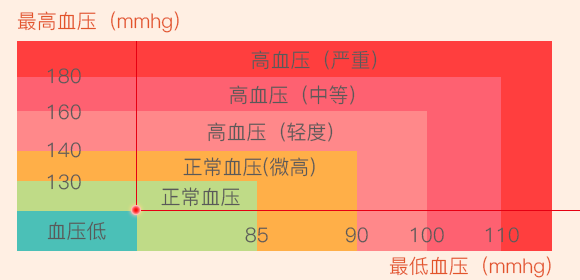 最高血压（mmhg）
高血压（严重）
180
高血压（中等）
160
高血压（轻度）
140
正常血压(微高）
130
正常血压
血压低
85
90
100
110
最低血压（mmhg）